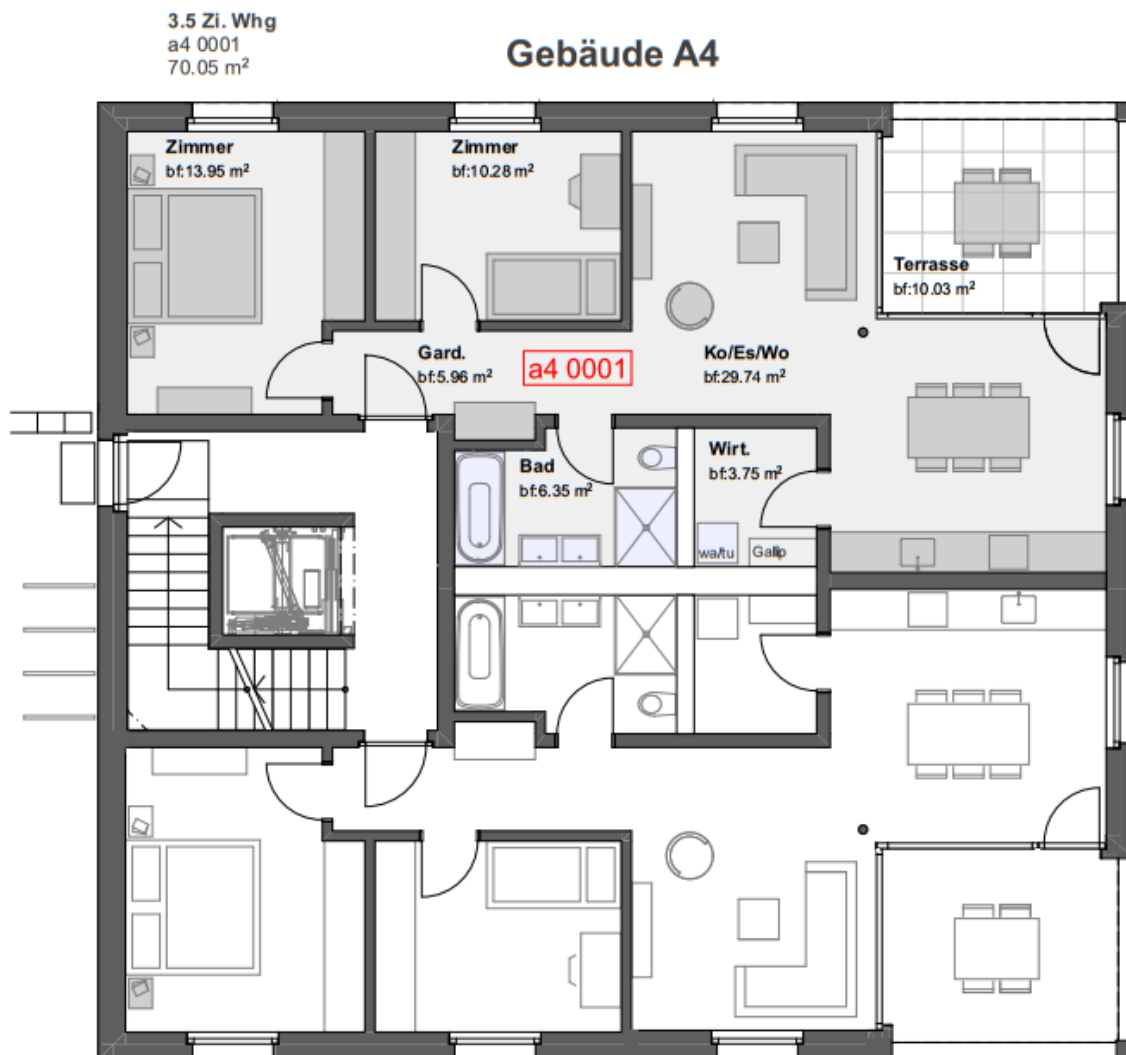 3.5 Zi. Whg
a4 0001
70.05 m²
Gebäude A4
Zimmer
bf:13.95 m²
Zimmer
bf:10.28 m²
Terrasse
bf:10.03 m²
Gard.
bf:5.96 m²
a4 0001
Ko/Es/Wo
bf:29.74 m²
Bad
bf:6.35 m²
Wirt.
bf:3.75 m²
wa/tu
Gallp